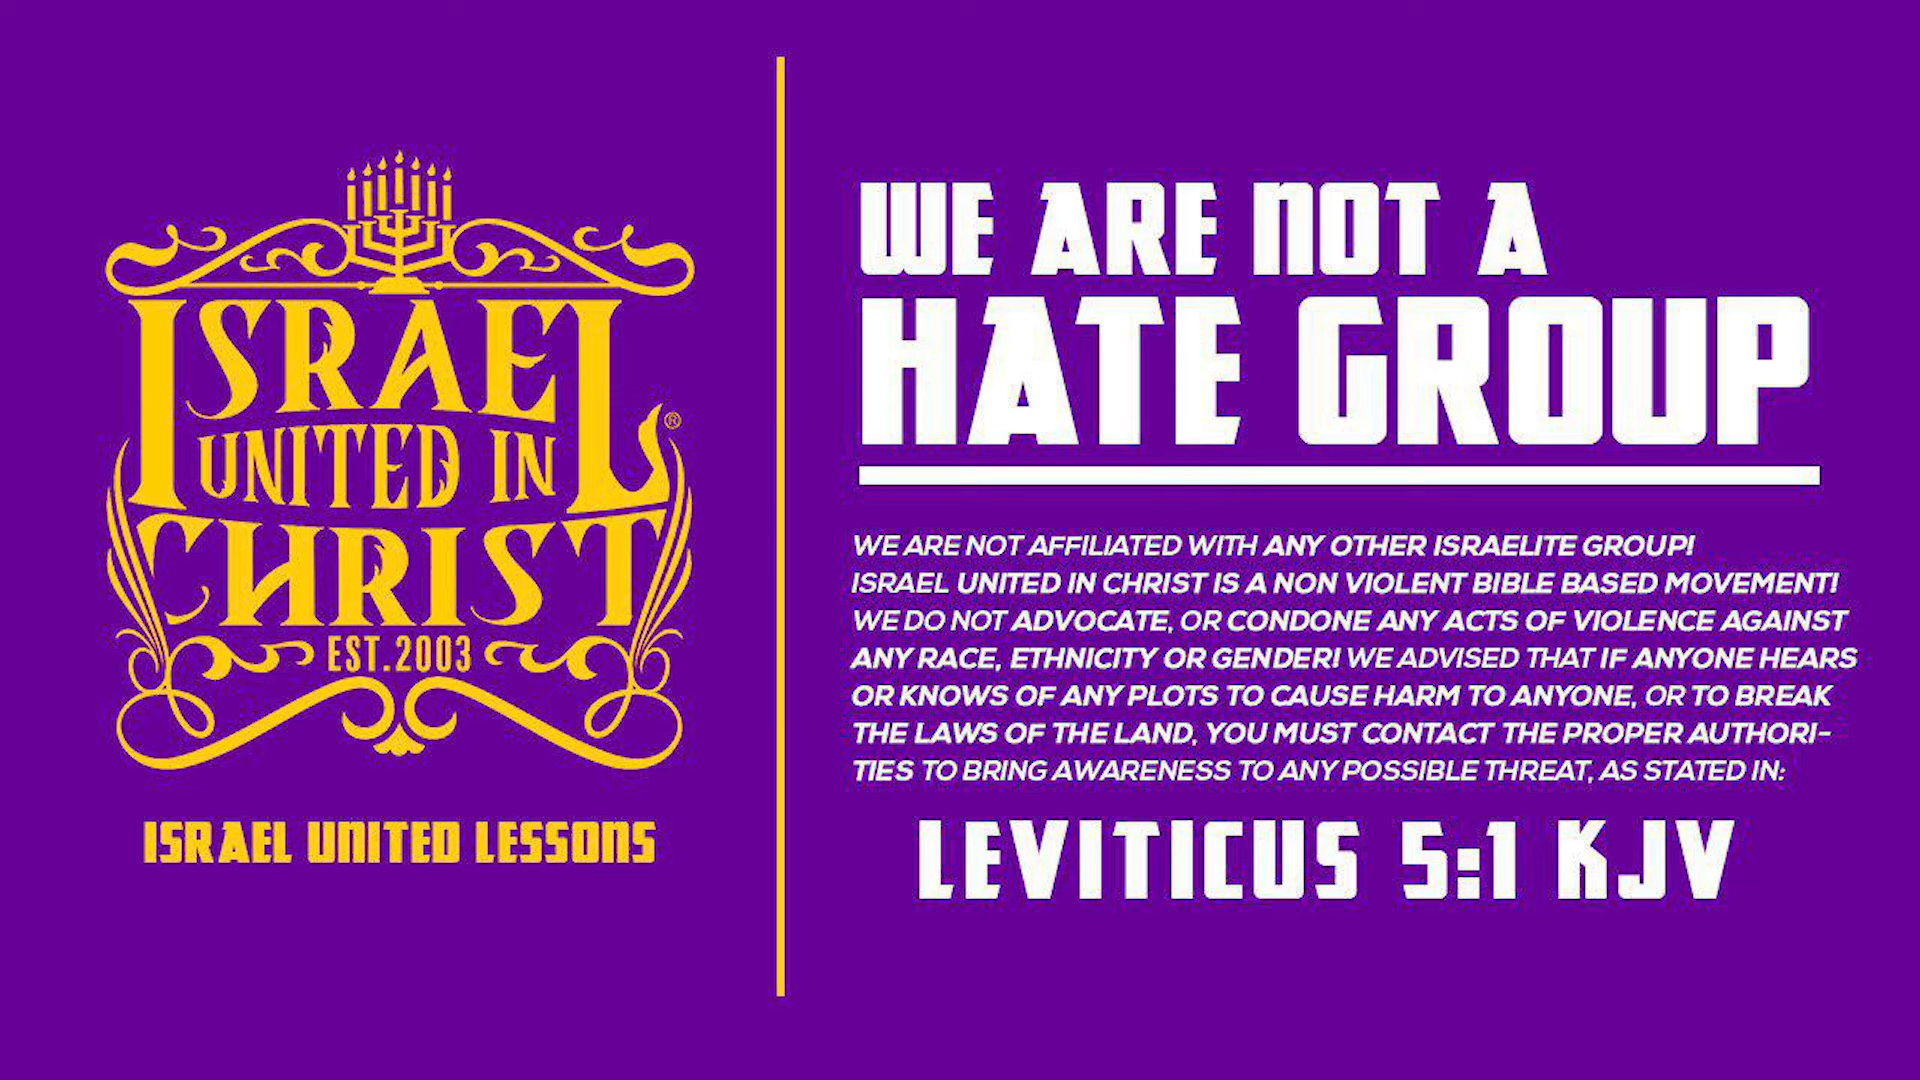 ISRAEL
UNITED IN
CHRIST
®
EST.2003
ISRAEL UNITED LESSONS
WE ARE NOT A
HATE GROUP
WE ARE NOT AFFILIATED WITH ANY OTHER ISRAELITE GROUP!
ISRAEL UNITED IN CHRIST IS A NON VIOLENT BIBLE BASED MOVEMENT!
WE DO NOT ADVOCATE, OR CONDONE ANY ACTS OF VIOLENCE AGAINST
ANY RACE, ETHNICITY OR GENDER! WE ADVISED THAT IF ANYONE HEARS
OR KNOWS OF ANY PLOTS TO CAUSE HARM TO ANYONE, OR TO BREAK
THE LAWS OF THE LAND, YOU MUST CONTACT THE PROPER AUTHORI-
TIES TO BRING AWARENESS TO ANY POSSIBLE THREAT, AS STATED IN:
LEVITICUS 5:1 KJV